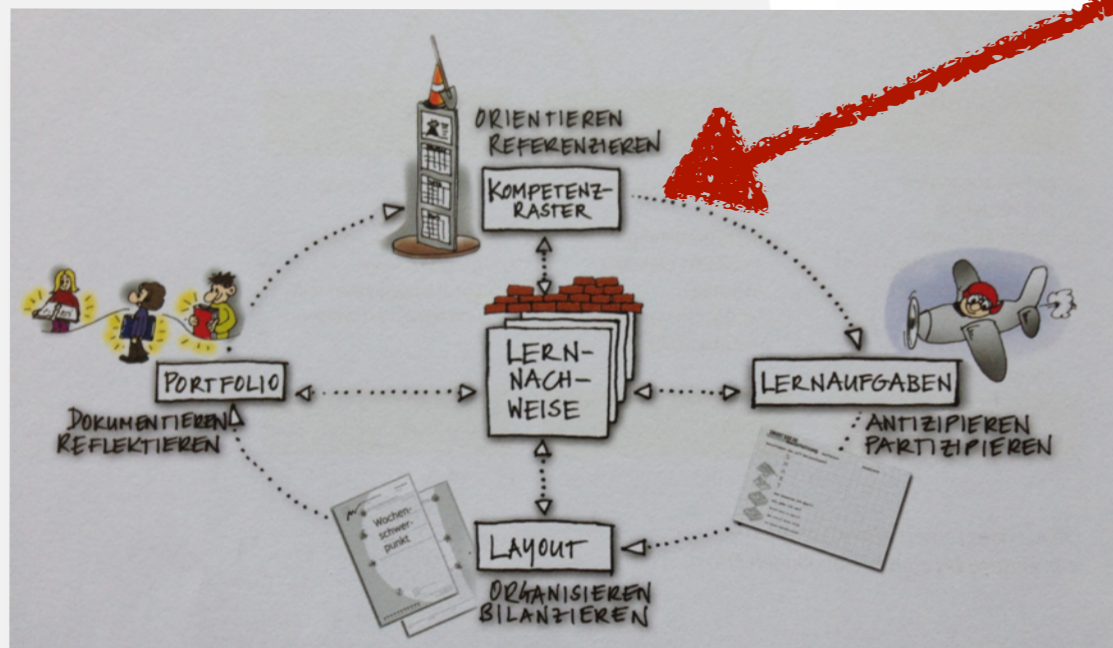 ORIENTIEREN
REFERENZIEREN
KOMPETENZ-
RASTER
LERN-
NACH-
WEISE
PORTFOLIO
DOKUMENTIEREN
REFLEKTIEREN
LERNAUFGABEN
ANTIZIPIEREN
PARTIZIPIEREN
Wochen-
schwer-
punkt
LAYOUT
ORGANISIEREN
BILANZIEREN